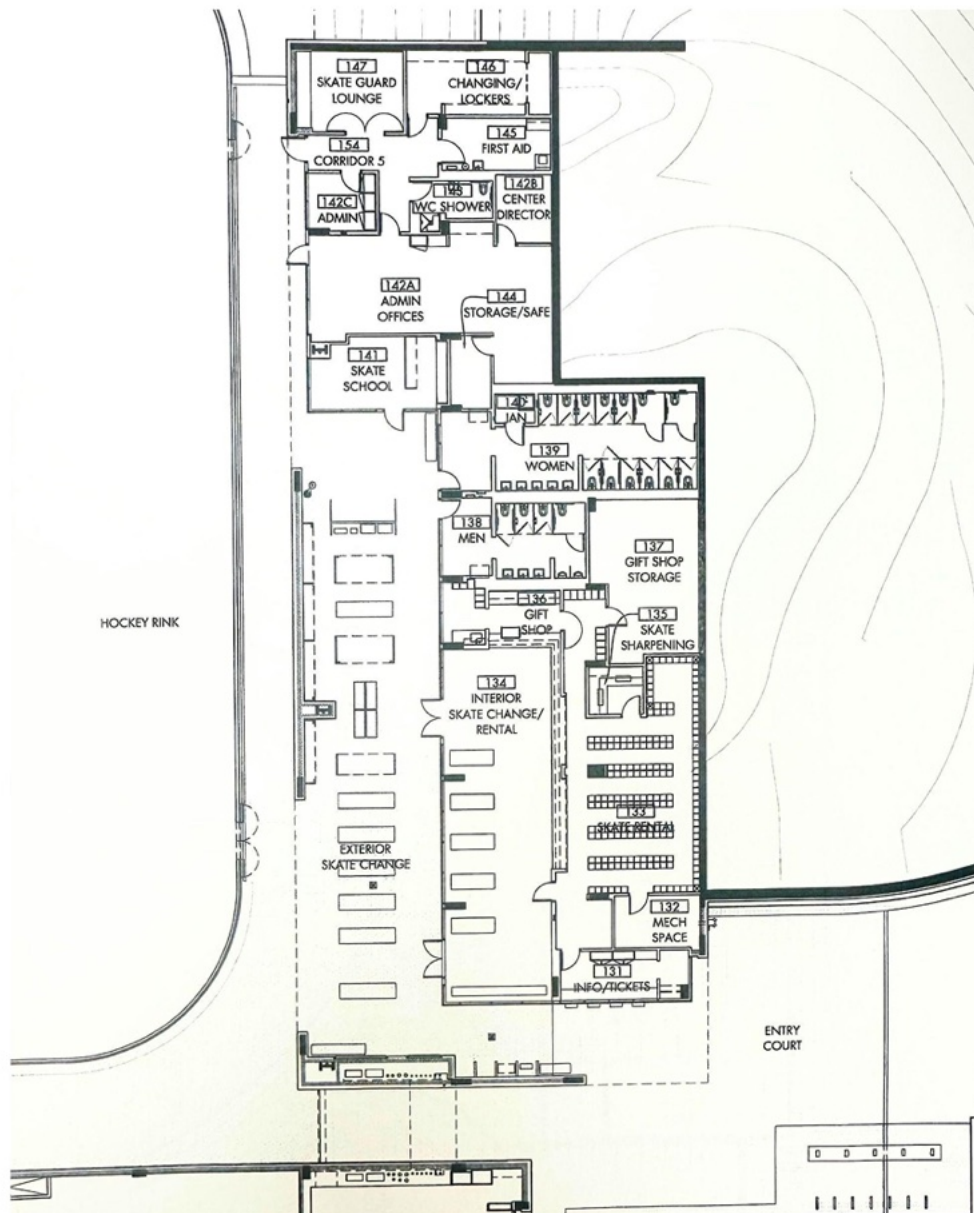 147
SKATE GUARD
LOUNGE
146
CHANGING/
LOCKERS
145
FIRST AID
154
CORRIDOR 5
142C
ADMIN
143
WC SHOWER
142B
CENTER
DIRECTOR
142A
ADMIN
OFFICES
144
STORAGE/SAFE
141
SKATE
SCHOOL
140
JAN
139
WOMEN
138
MEN
137
GIFT SHOP
STORAGE
136
GIFT
SHOP
135
SKATE
SHARPENING
HOCKEY RINK
134
INTERIOR
SKATE CHANGE/
RENTAL
133
SKATE RENTAL
EXTERIOR
SKATE CHANGE
132
MECH
SPACE
131
INFO/TICKETS
ENTRY
COURT